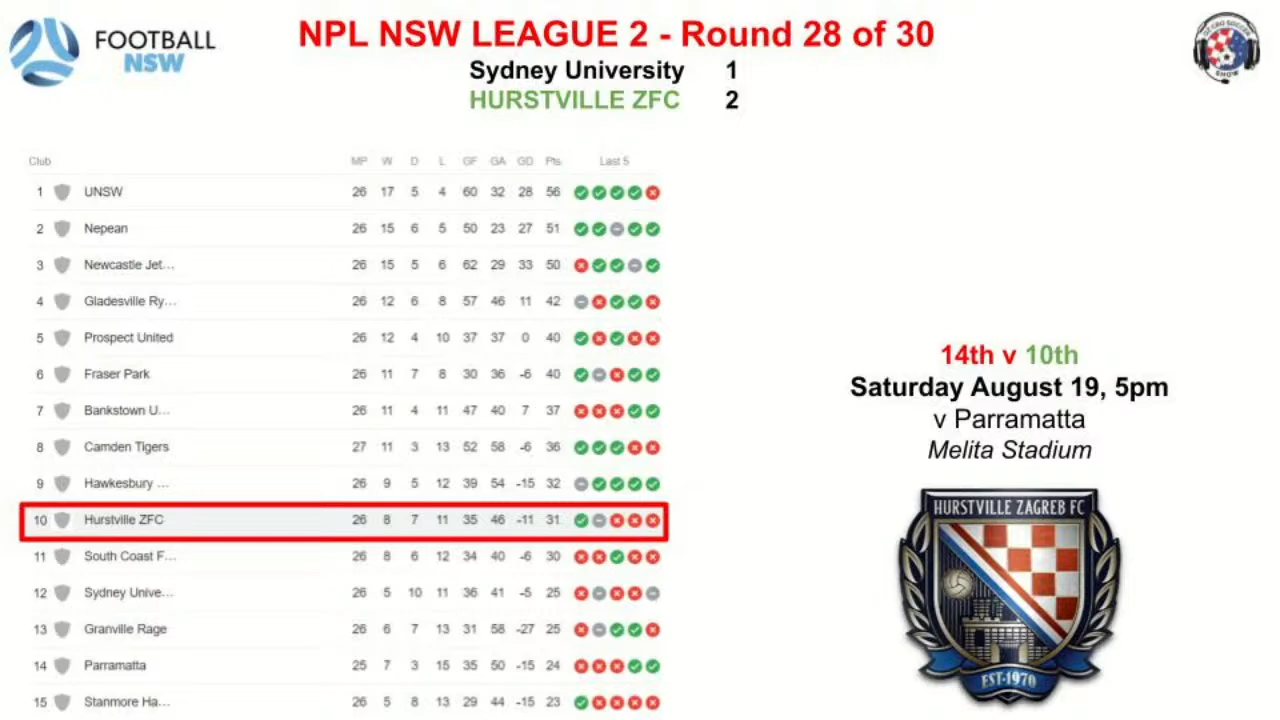 FOOTBALL
NSW
NPL NSW LEAGUE 2 - Round 28 of 30
Sydney University 1
HURSTVILLE ZFC 2
SOCCER
SHOW
Club MP W D L GF GA GD Pts Last 5
1 UNSW 26 17 5 4 60 32 28 56
2 Nepean 26 15 6 5 50 23 27 51
3 Newcastle Jet... 26 15 5 6 62 29 33 50
4 Gladesville Ry... 26 12 6 8 57 46 11 42
5 Prospect United 26 12 4 10 37 37 0 40
6 Fraser Park 26 11 7 8 30 36 -6 40
7 Bankstown U... 26 11 4 11 47 40 7 37
8 Camden Tigers 27 11 3 13 52 58 -6 36
9 Hawkesbury ... 26 9 5 12 39 54 -15 32
10 Hurstville ZFC 26 8 7 11 35 46 -11 31
11 South Coast F... 26 8 6 12 34 40 -6 30
12 Sydney Unive... 26 5 10 11 36 41 -5 25
13 Granville Rage 26 6 7 13 31 58 -27 25
14 Parramatta 25 7 3 15 35 50 -15 24
15 Stanmore Ha... 26 5 8 13 29 44 -15 23
14th v 10th
Saturday August 19, 5pm
v Parramatta
Melita Stadium
HURSTVILLE ZAGREB FC
EST-1970